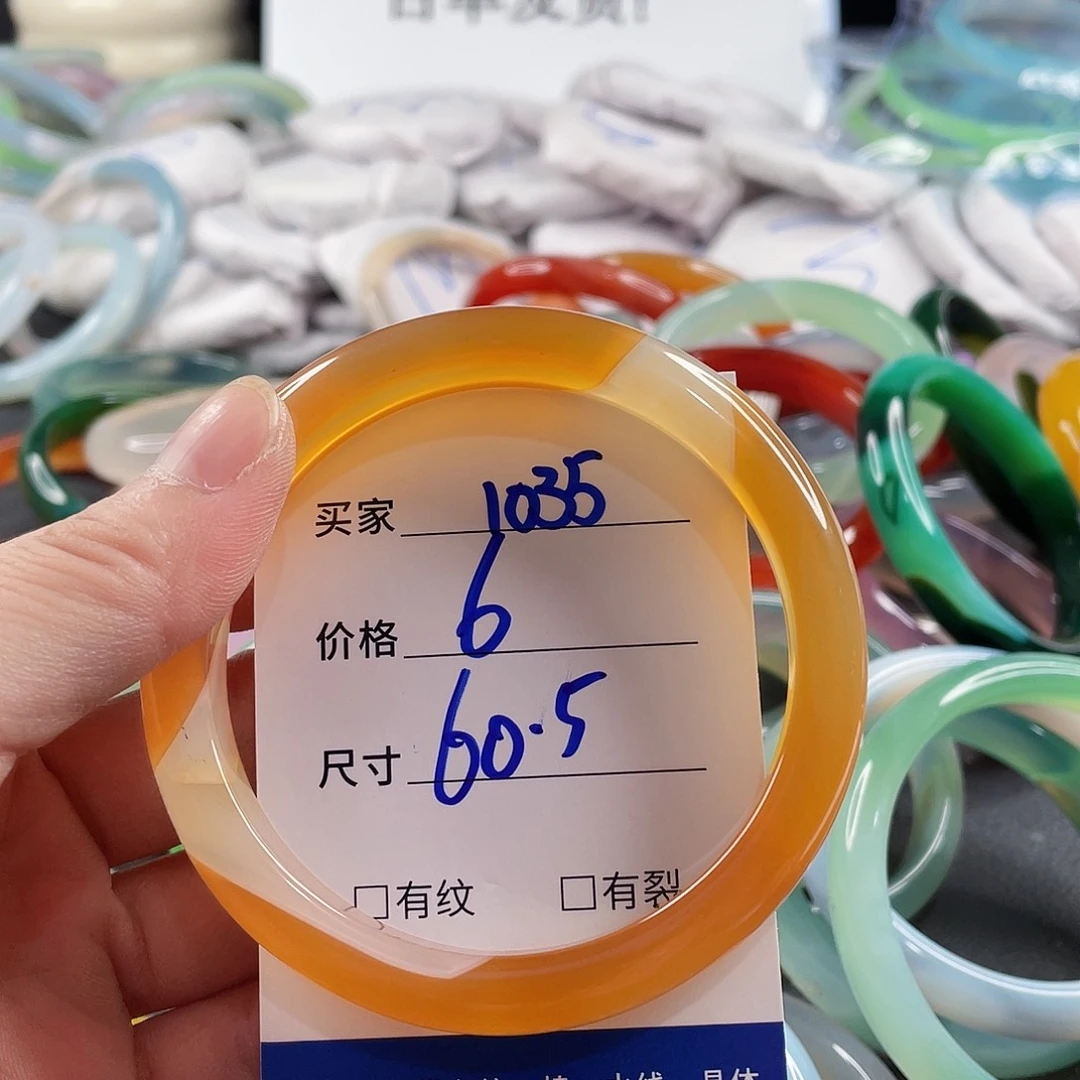 买家 1035
价格 6
尺寸 60.5
□有纹 □有裂